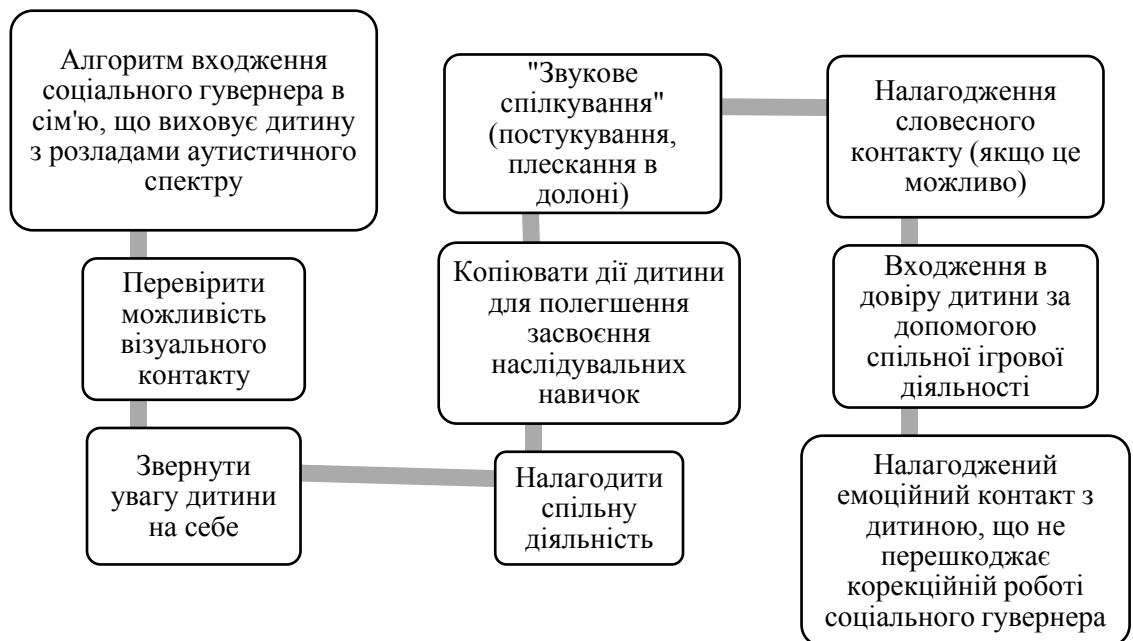 Алгоритм входження
соціального гувернера в
сім'ю, що виховує дитину
з розладами аутистичного
спектру
Перевірити
можливість
візуального
контакту
Звернути
увагу дитини
на себе
Налагодити
спільну
діяльність
Копіювати дії дитини
для полегшення
засвоєння
наслідувальних
навичок
"Звукове
спілкування"
(постукування,
плескання в
долоні)
Налагодження
словесного
контакту (якщо це
можливо)
Входження в
довіру дитини за
допомогою
спільної ігрової
діяльності
Налагоджений
емоційний контакт з
дитиною, що не
перешкоджає
корекційній роботі
соціального гувернера